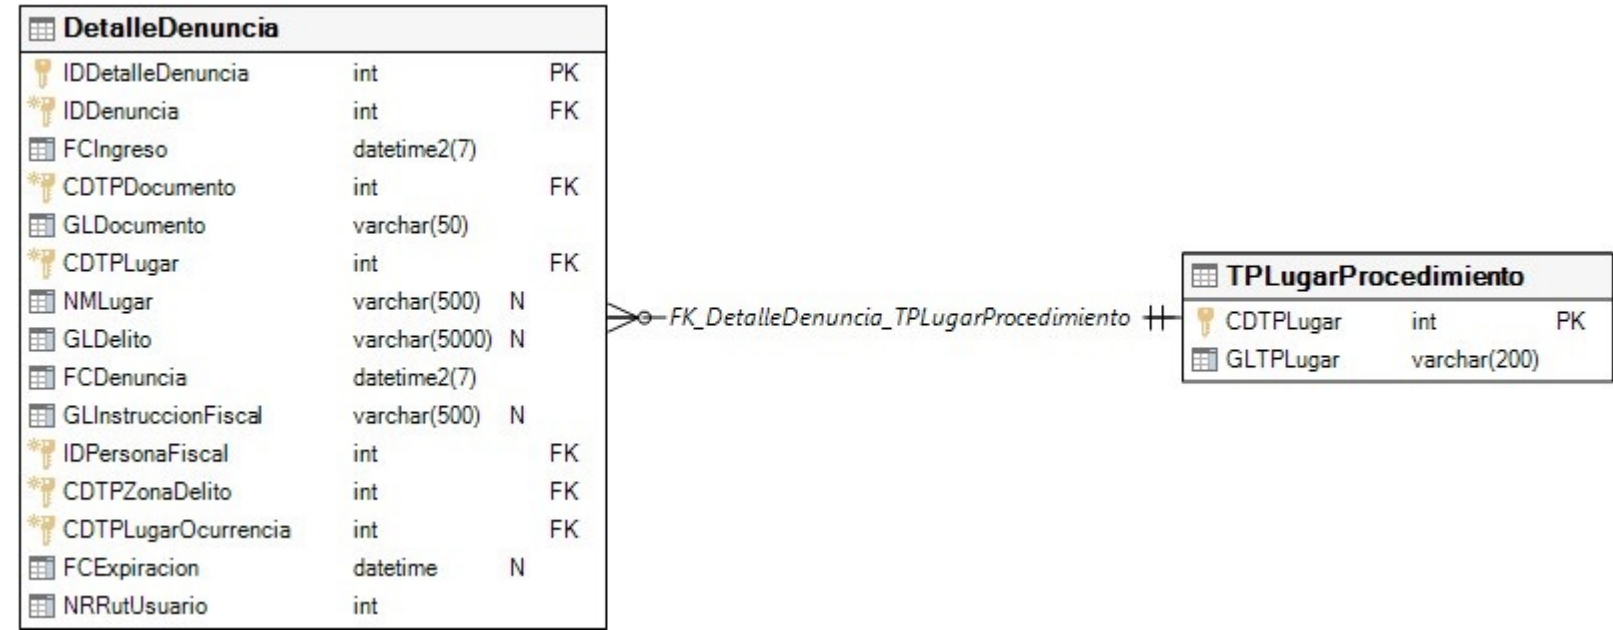 DetalleDenuncia
IDDetalleDenuncia int PK
IDDenuncia int FK
FCIngreso datetime2(7)
CDTPDocumento int FK
GLDocumento varchar(50)
CDTPLugar int FK
NMLugar varchar(500) N
GLDelito varchar(5000) N
FCDenuncia datetime2(7)
GLInstruccionFiscal varchar(500) N
IDPersonaFiscal int FK
CDTPZonaDelito int FK
CDTPLugarOcurrencia int FK
FCExpiracion datetime N
NRRutUsuario int
FK_DetalleDenuncia_TPLugarProcedimiento
TPLugarProcedimiento
CDTPLugar int PK
GLTPLugar varchar(200)